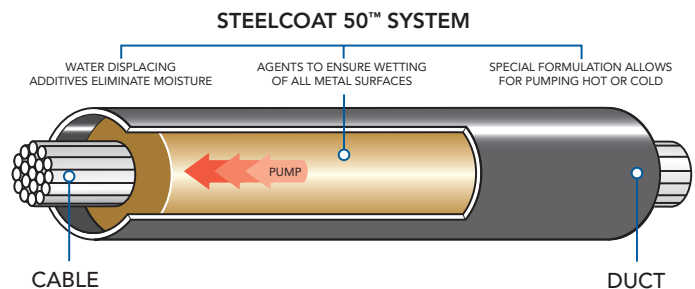 STEELCOAT 50™ SYSTEM
WATER DISPLACING
ADDITIVES ELIMINATE MOISTURE
AGENTS TO ENSURE WETTING
OF ALL METAL SURFACES
SPECIAL FORMULATION ALLOWS
FOR PUMPING HOT OR COLD
PUMP
CABLE
DUCT